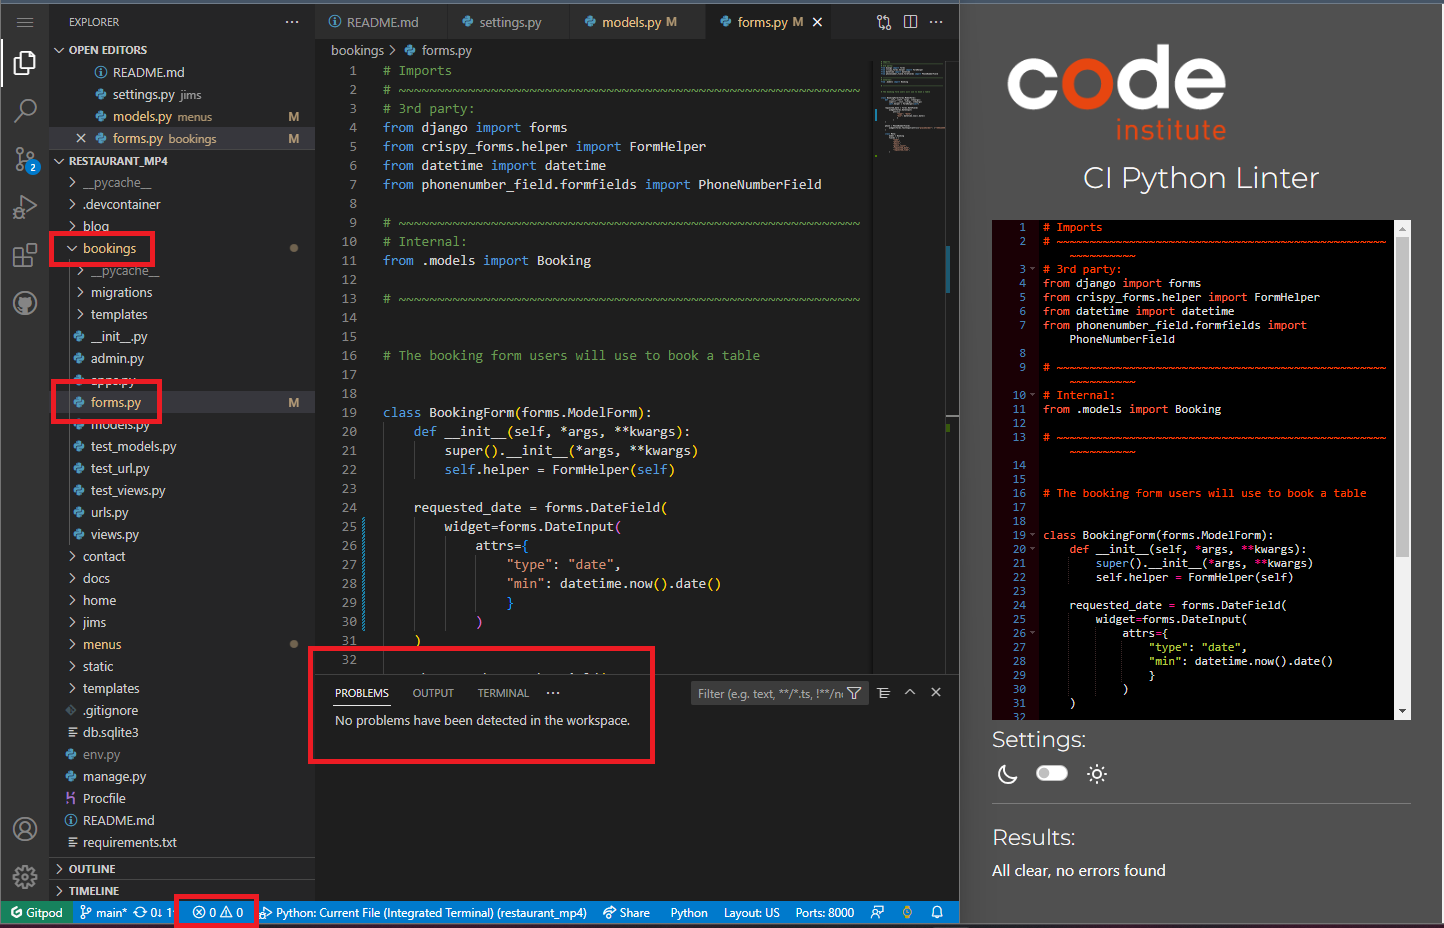 EXPLORER
OPEN EDITORS
README.md
settings.py jims
models.py menus M
forms.py bookings M
RESTAURANT_MP4
__pycache__
.devcontainer
blog
bookings
__pycache__
migrations
templates
__init__.py
admin.py
apps.py
forms.py M
models.py
test_models.py
test_url.py
test_views.py
urls.py
views.py
contact
docs
home
jims
menus
static
templates
.gitignore
db.sqlite3
env.py
manage.py
Procfile
README.md
requirements.txt
OUTLINE
TIMELINE
2
README.md settings.py models.py M forms.py M
bookings > forms.py
1 # Imports
2 # ~~~~~~~~~~~~~~~~~~~~~~~~~~~~~~~~~~~~~~~~~~~~~~~~~~~~~~~~~~~~
3 # 3rd party:
4 from django import forms
5 from crispy_forms.helper import FormHelper
6 from datetime import datetime
7 from phonenumber_field.formfields import PhoneNumberField
8
9 # ~~~~~~~~~~~~~~~~~~~~~~~~~~~~~~~~~~~~~~~~~~~~~~~~~~~~~~~~~~~~
10 # Internal:
11 from .models import Booking
12
13 # ~~~~~~~~~~~~~~~~~~~~~~~~~~~~~~~~~~~~~~~~~~~~~~~~~~~~~~~~~~~~
14
15
16 # The booking form users will use to book a table
17
18
19 class BookingForm(forms.ModelForm):
20 def __init__(self, *args, **kwargs):
21 super().__init__(*args, **kwargs)
22 self.helper = FormHelper(self)
23
24 requested_date = forms.DateField(
25 widget=forms.DateInput(
26 attrs={
27 "type": "date",
28 "min": datetime.now().date()
29 }
30 )
31 )
32
PROBLEMS OUTPUT TERMINAL ··· Filter (e.g. text, **/*.ts, !**/no
No problems have been detected in the workspace.
Gitpod main* 0↓ 1 0 0 Python: Current File (Integrated Terminal) (restaurant_mp4) Share Python Layout: US Ports: 8000
code
institute
CI Python Linter
1 # Imports
2 # ~~~~~~~~~~~~~~~~~~~~~~~~~~~~~~~~~~~~~~~~~~~~~~~~~~
~~~~~~~~~~
3 # 3rd party:
4 from django import forms
5 from crispy_forms.helper import FormHelper
6 from datetime import datetime
7 from phonenumber_field.formfields import
PhoneNumberField
8
9 # ~~~~~~~~~~~~~~~~~~~~~~~~~~~~~~~~~~~~~~~~~~~~~~~~~~
~~~~~~~~~~
10 # Internal:
11 from .models import Booking
12
13 # ~~~~~~~~~~~~~~~~~~~~~~~~~~~~~~~~~~~~~~~~~~~~~~~~~~
~~~~~~~~~~
14
15
16 # The booking form users will use to book a table
17
18
19 class BookingForm(forms.ModelForm):
20 def __init__(self, *args, **kwargs):
21 super().__init__(*args, **kwargs)
22 self.helper = FormHelper(self)
23
24 requested_date = forms.DateField(
25 widget=forms.DateInput(
26 attrs={
27 "type": "date",
28 "min": datetime.now().date()
29 }
30 )
31 )
32
Settings:
Results:
All clear, no errors found